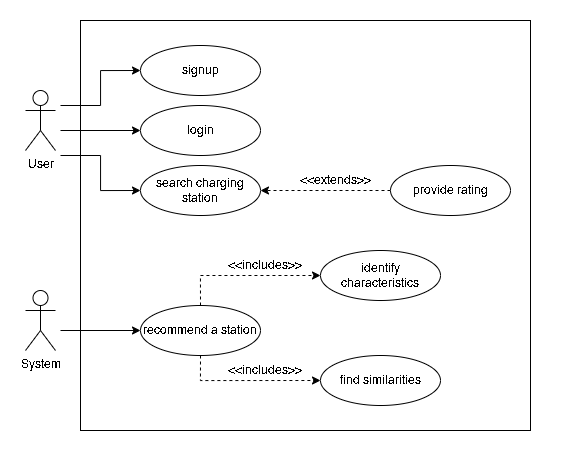 signup
login
User
search charging
station
<<extends>>
provide rating
<<includes>>
identify
characteristics
recommend a station
System
<<includes>>
find similarities